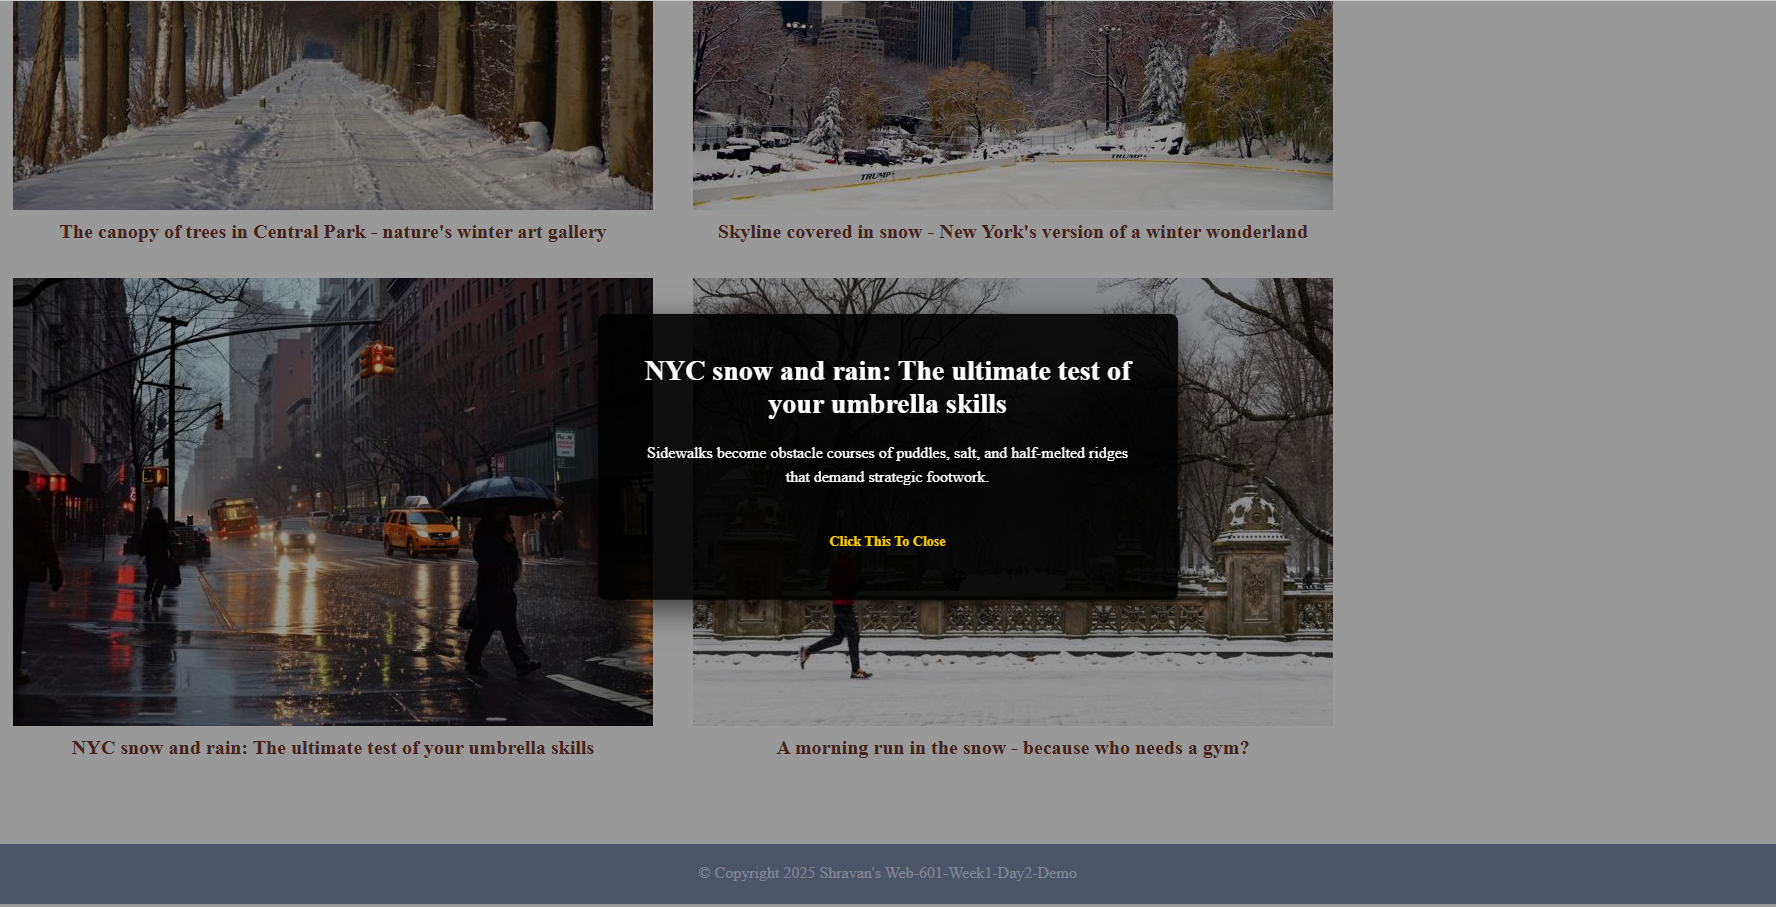 TRUMP
TRUMP
The canopy of trees in Central Park - nature's winter art gallery
Skyline covered in snow - New York's version of a winter wonderland
NYC snow and rain: The ultimate test of
your umbrella skills
Sidewalks become obstacle courses of puddles, salt, and half-melted ridges
that demand strategic footwork.
Click This To Close
NYC snow and rain: The ultimate test of your umbrella skills
A morning run in the snow - because who needs a gym?
© Copyright 2025 Shravan's Web-601-Week1-Day2-Demo